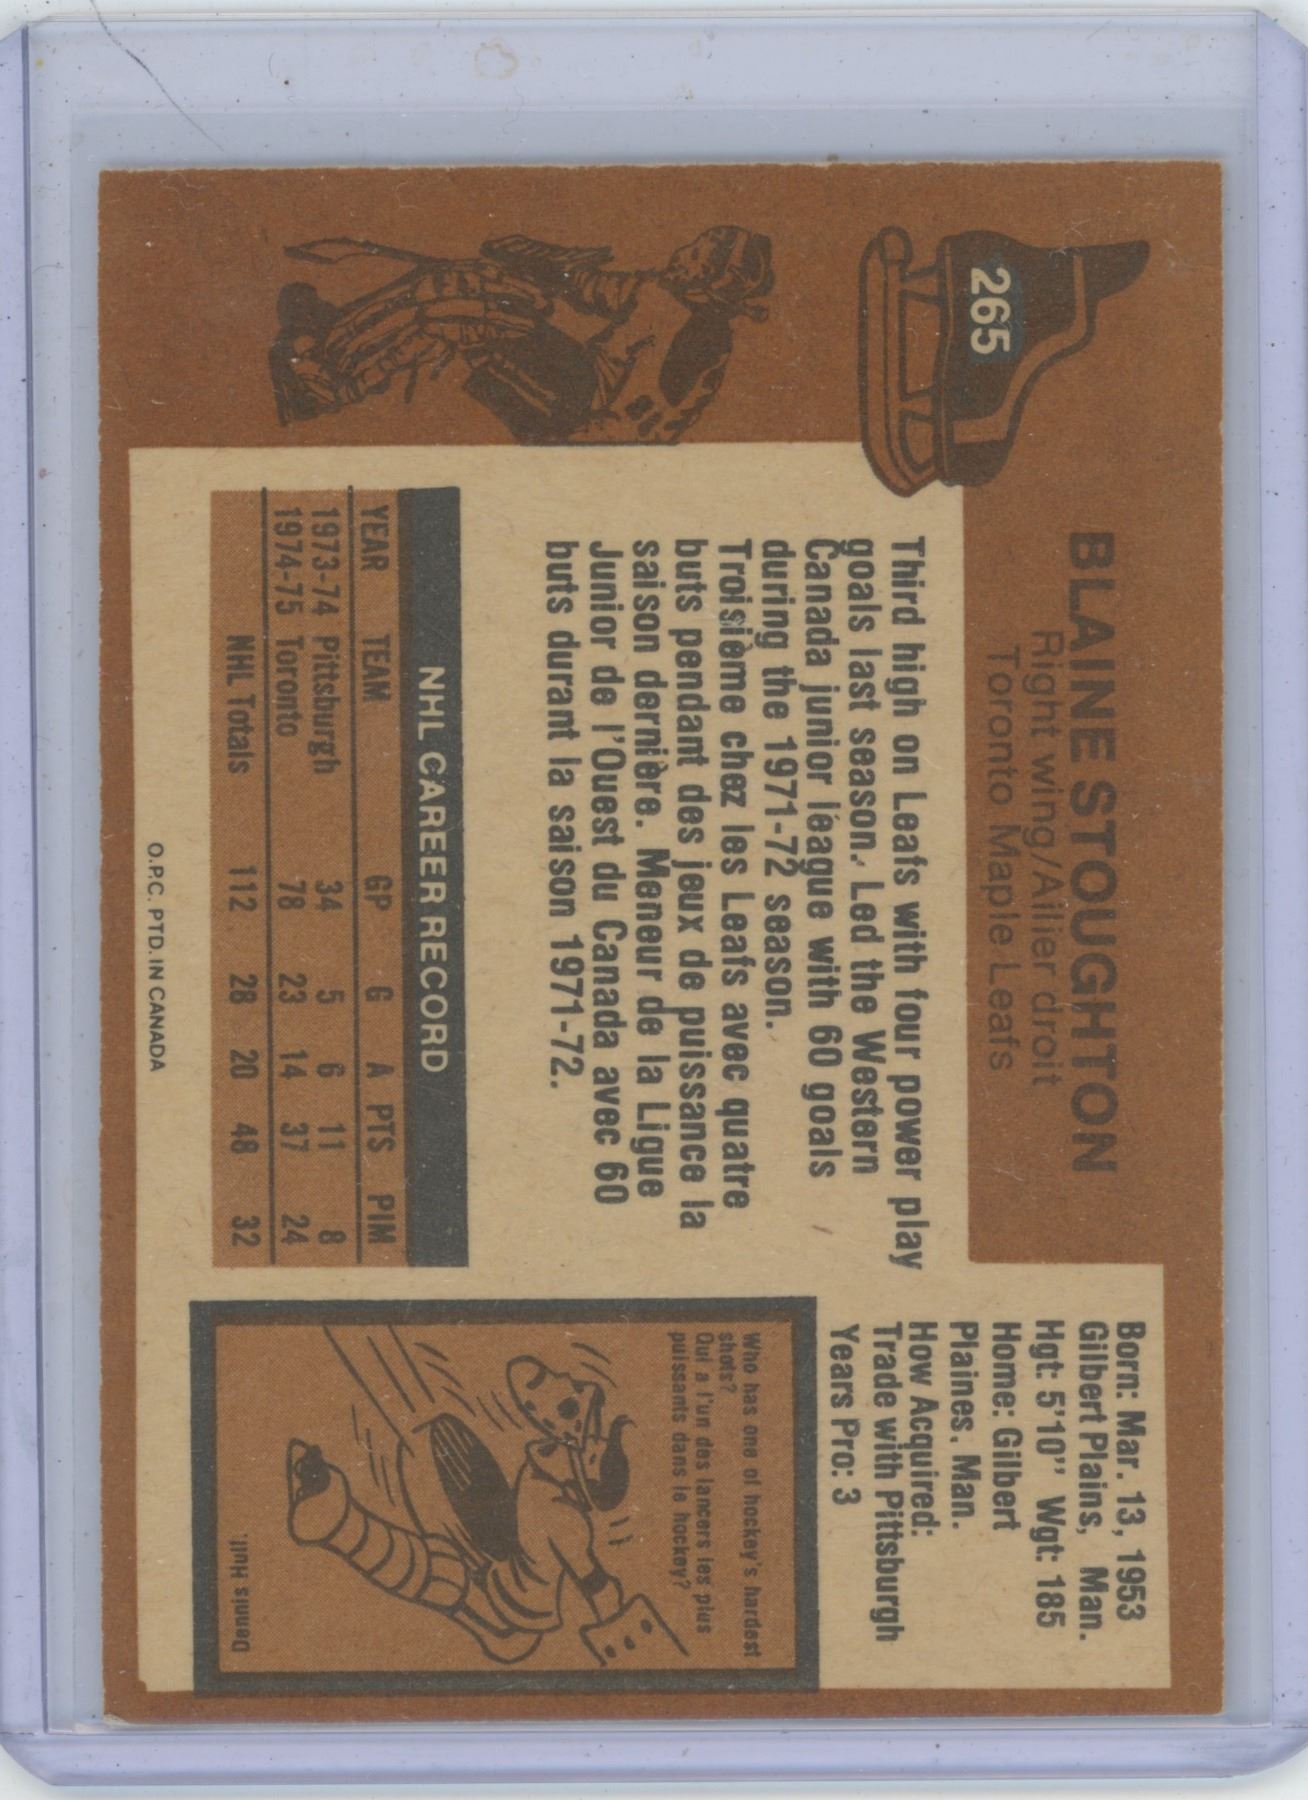 265
BLAINE STOUGHTON
Right wing/Ailier droit
Toronto Maple Leafs
Third high on Leafs with four power play
goals last season. Led the Western
Canada junior league with 60 goals
during the 1971-72 season.
Troisième chez les Leafs avec quatre
buts pendant des jeux de puissance la
saison dernière. Meneur de la Ligue
Junior de l'Ouest du Canada avec 60
buts durant la saison 1971-72.
Born: Mar. 13, 1953
Gilbert Plains, Man.
Hgt: 5'10" Wgt: 185
Home: Gilbert
Plaines. Man.
How Acquired:
Trade with Pittsburgh
Years Pro: 3
NHL CAREER RECORD
YEAR TEAM GP G A PTS PIM
1973-74 Pittsburgh 34 5 6 11 8
1974-75 Toronto 78 23 14 37 24
NHL Totals 112 28 20 48 32
Who has one of hockey's hardest
shots?
Qui a l'un des lancers les plus
puissants dans le hockey?
Dennis Hull.
O.P.C. PTD. IN CANADA